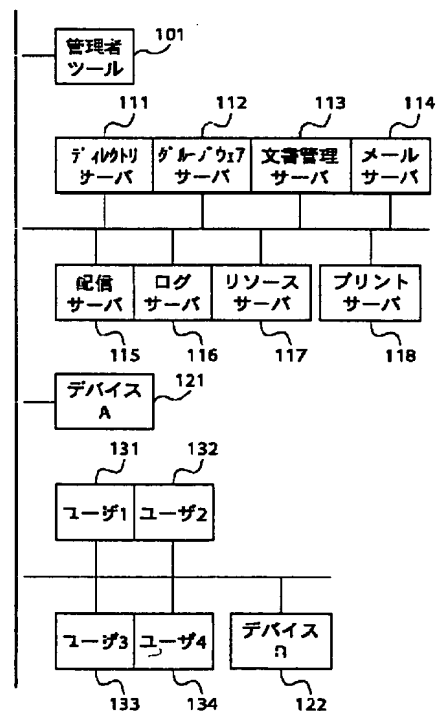 101
管理者
ツール
111
112
113
114
ディレクトリ
サーバ
グループウェア
サーバ
文書管理
サーバ
メール
サーバ
配信
サーバ
ログ
サーバ
リソース
サーバ
プリント
サーバ
115
116
117
118
デバイス
A
121
131
132
ユーザ1
ユーザ2
ユーザ3
ユーザ4
デバイス
B
133
134
122